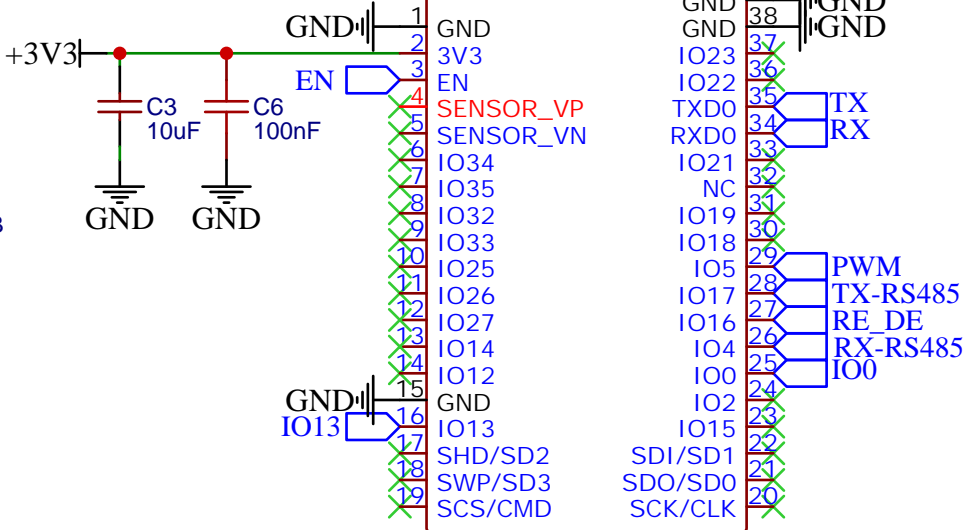 GND
GND
GND 1 GND
GND 38 GND
+3V3 2 3V3
IO23 37
EN 3 EN
IO22 36
C3
10uF
C6
100nF
4 SENSOR_VP
TXD0 35 TX
5 SENSOR_VN
RXD0 34 RX
6 IO34
IO21 33
7 IO35
NC 32
GND
GND
8 IO32
IO19 31
9 IO33
IO18 30
10 IO25
IO5 29 PWM
11 IO26
IO17 28 TX-RS485
12 IO27
IO16 27 RE_DE
13 IO14
IO4 26 RX-RS485
14 IO12
IO0 25 IO0
GND 15 GND
IO2 24
IO13 16 IO13
IO15 23
17 SHD/SD2
SDI/SD1 22
18 SWP/SD3
SDO/SD0 21
19 SCS/CMD
SCK/CLK 20